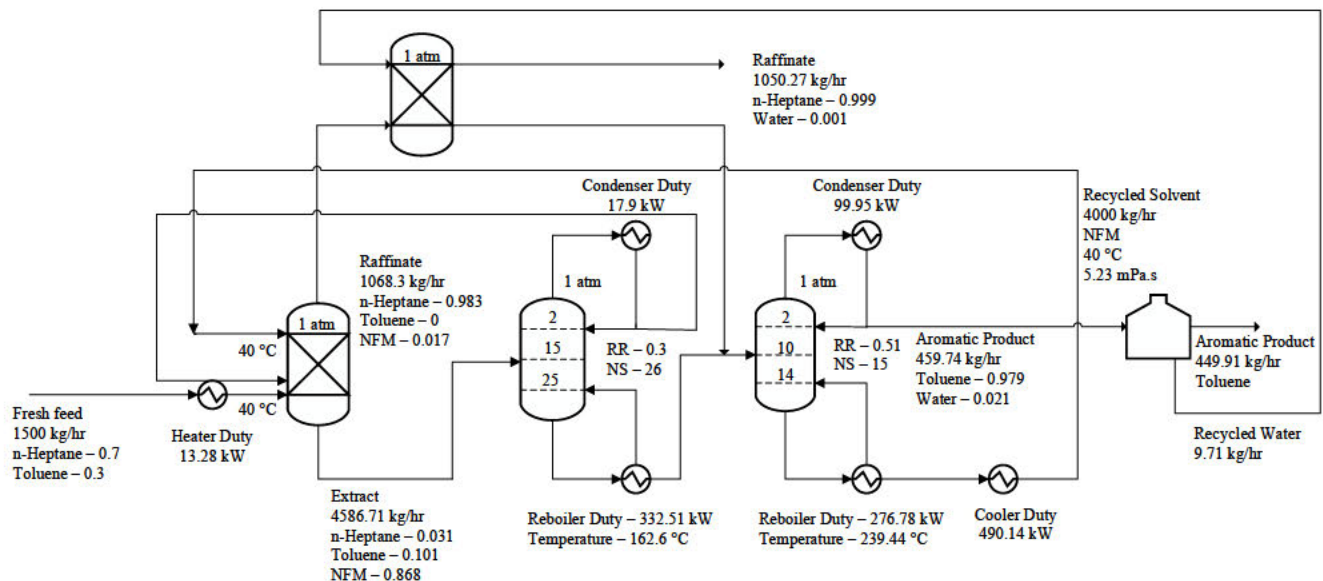 1 atm
Raffinate
1050.27 kg/hr
n-Heptane – 0.999
Water – 0.001
Condenser Duty
17.9 kW
Condenser Duty
99.95 kW
Recycled Solvent
4000 kg/hr
NFM
40 °C
5.23 mPa.s
Raffinate
1068.3 kg/hr
n-Heptane – 0.983
Toluene – 0
NFM – 0.017
1 atm
40 °C
40 °C
Fresh feed
1500 kg/hr
n-Heptane – 0.7
Toluene – 0.3
Heater Duty
13.28 kW
Extract
4586.71 kg/hr
n-Heptane – 0.031
Toluene – 0.101
NFM – 0.868
1 atm
2
15
25
RR – 0.3
NS – 26
Reboiler Duty – 332.51 kW
Temperature – 162.6 °C
1 atm
2
10
14
RR – 0.51
NS – 15
Aromatic Product
459.74 kg/hr
Toluene – 0.979
Water – 0.021
Reboiler Duty – 276.78 kW
Temperature – 239.44 °C
Cooler Duty
490.14 kW
Aromatic Product
449.91 kg/hr
Toluene
Recycled Water
9.71 kg/hr